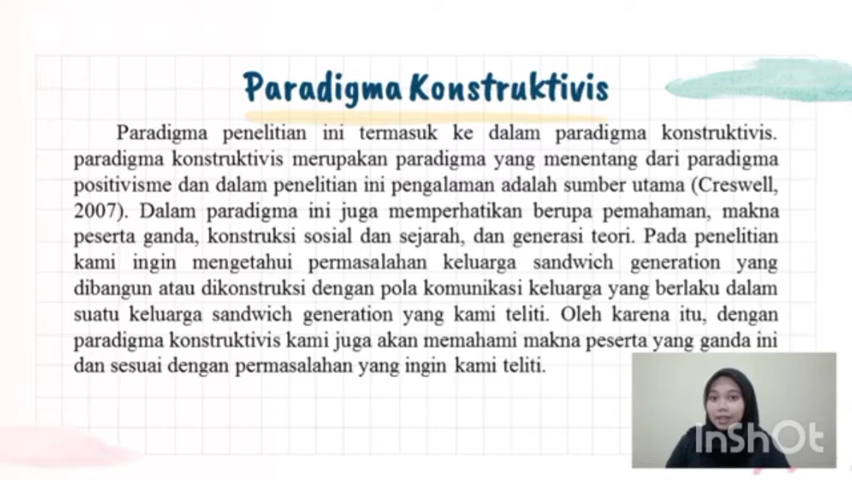 Paradigma Konstruktivis
Paradigma penelitian ini termasuk ke dalam paradigma konstruktivis.
paradigma konstruktivis merupakan paradigma yang menentang dari paradigma
positivisme dan dalam penelitian ini pengalaman adalah sumber utama (Creswell,
2007). Dalam paradigma ini juga memperhatikan berupa pemahaman, makna
peserta ganda, konstruksi sosial dan sejarah, dan generasi teori. Pada penelitian
kami ingin mengetahui permasalahan keluarga sandwich generation yang
dibangun atau dikonstruksi dengan pola komunikasi keluarga yang berlaku dalam
suatu keluarga sandwich generation yang kami teliti. Oleh karena itu, dengan
paradigma konstruktivis kami juga akan memahami makna peserta yang ganda ini
dan sesuai dengan permasalahan yang ingin kami teliti.
InShOt